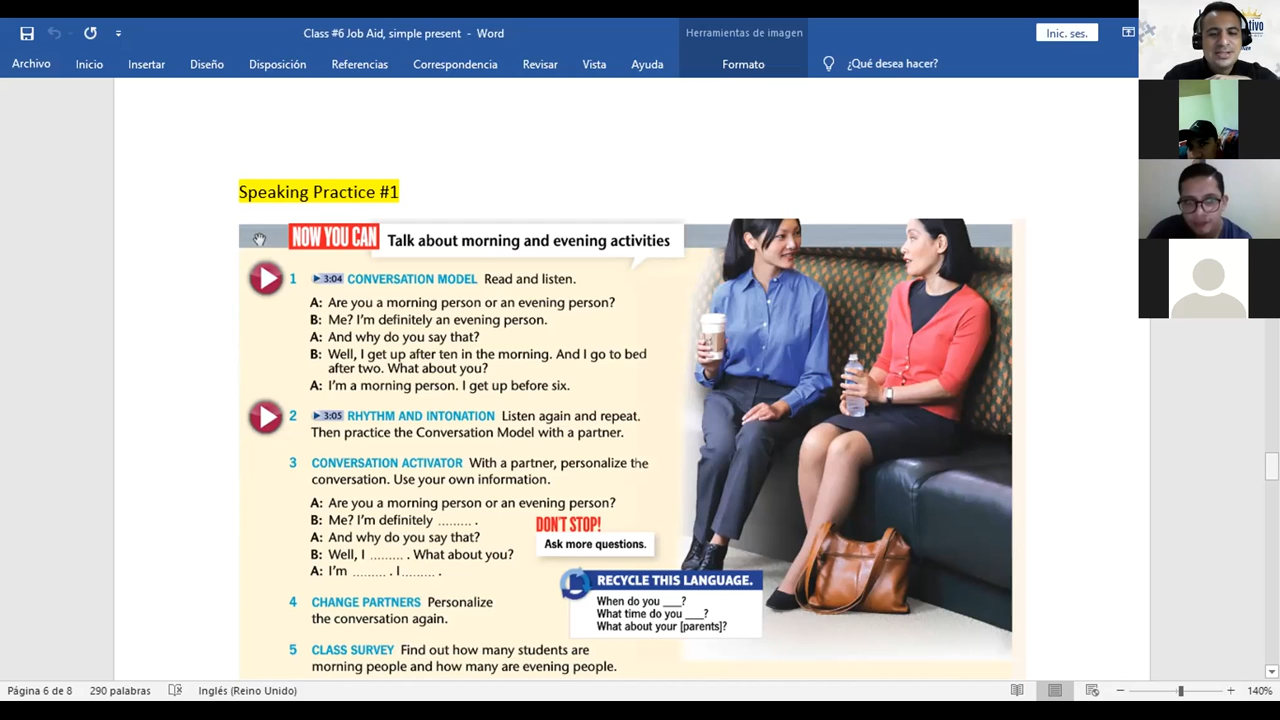 Class #6 Job Aid, simple present - Word
Herramientas de imagen
Inic. ses.
Archivo Inicio Insertar Diseño Disposición Referencias Correspondencia Revisar Vista Ayuda Formato ¿Qué desea hacer?
Speaking Practice #1
NOW YOU CAN Talk about morning and evening activities
1 3:04 CONVERSATION MODEL Read and listen.
A: Are you a morning person or an evening person?
B: Me? I'm definitely an evening person.
A: And why do you say that?
B: Well, I get up after ten in the morning. And I go to bed
after two. What about you?
A: I'm a morning person. I get up before six.
2 3:05 RHYTHM AND INTONATION Listen again and repeat.
Then practice the Conversation Model with a partner.
3 CONVERSATION ACTIVATOR With a partner, personalize the
conversation. Use your own information.
A: Are you a morning person or an evening person?
B: Me? I'm definitely ......... .
A: And why do you say that?
B: Well, I ......... . What about you?
A: I'm ......... . I ......... .
DON'T STOP!
Ask more questions.
RECYCLE THIS LANGUAGE.
When do you ___?
What time do you ___?
What about your [parents]?
4 CHANGE PARTNERS Personalize
the conversation again.
5 CLASS SURVEY Find out how many students are
morning people and how many are evening people.
Página 6 de 8 290 palabras Inglés (Reino Unido) 140%